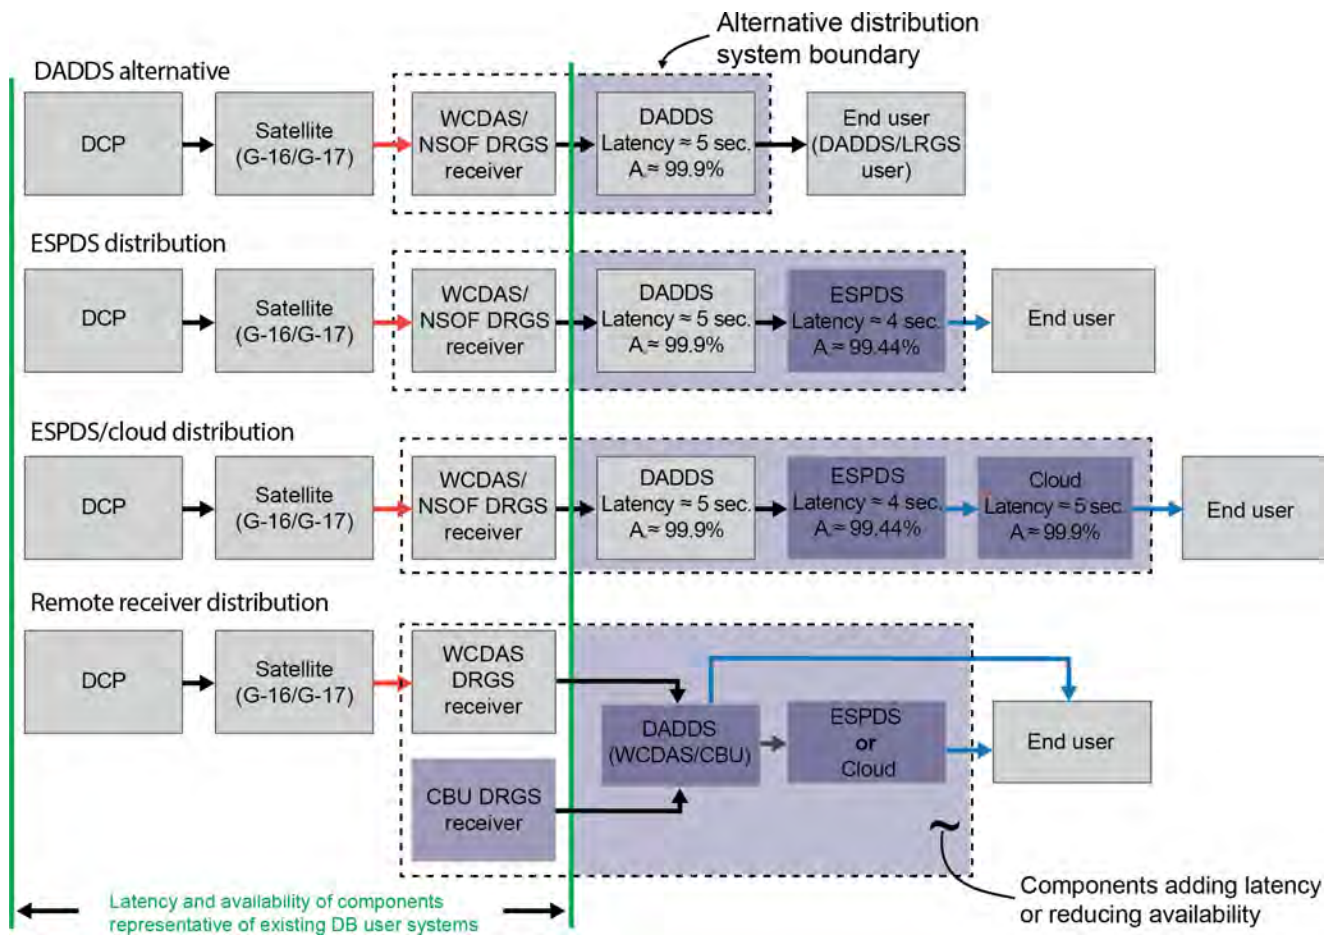 Alternative distribution
system boundary
DADDS alternative
DCP
Satellite
(G-16/G-17)
WCDAS/
NSOF DRGS
receiver
DADDS
Latency ≈ 5 sec.
A ≈ 99.9%
End user
(DADDS/LRGS
user)
ESPDS distribution
DCP
Satellite
(G-16/G-17)
WCDAS/
NSOF DRGS
receiver
DADDS
Latency ≈ 5 sec.
A ≈ 99.9%
ESPDS
Latency ≈ 4 sec.
A ≈ 99.44%
End user
ESPDS/cloud distribution
DCP
Satellite
(G-16/G-17)
WCDAS/
NSOF DRGS
receiver
DADDS
Latency ≈ 5 sec.
A ≈ 99.9%
ESPDS
Latency ≈ 4 sec.
A ≈ 99.44%
Cloud
Latency ≈ 5 sec.
A ≈ 99.9%
End user
Remote receiver distribution
DCP
Satellite
(G-16/G-17)
WCDAS
DRGS
receiver
CBU DRGS
receiver
DADDS
(WCDAS/CBU)
ESPDS
or
Cloud
End user
~
Components adding latency
or reducing availability
Latency and availability of components
representative of existing DB user systems